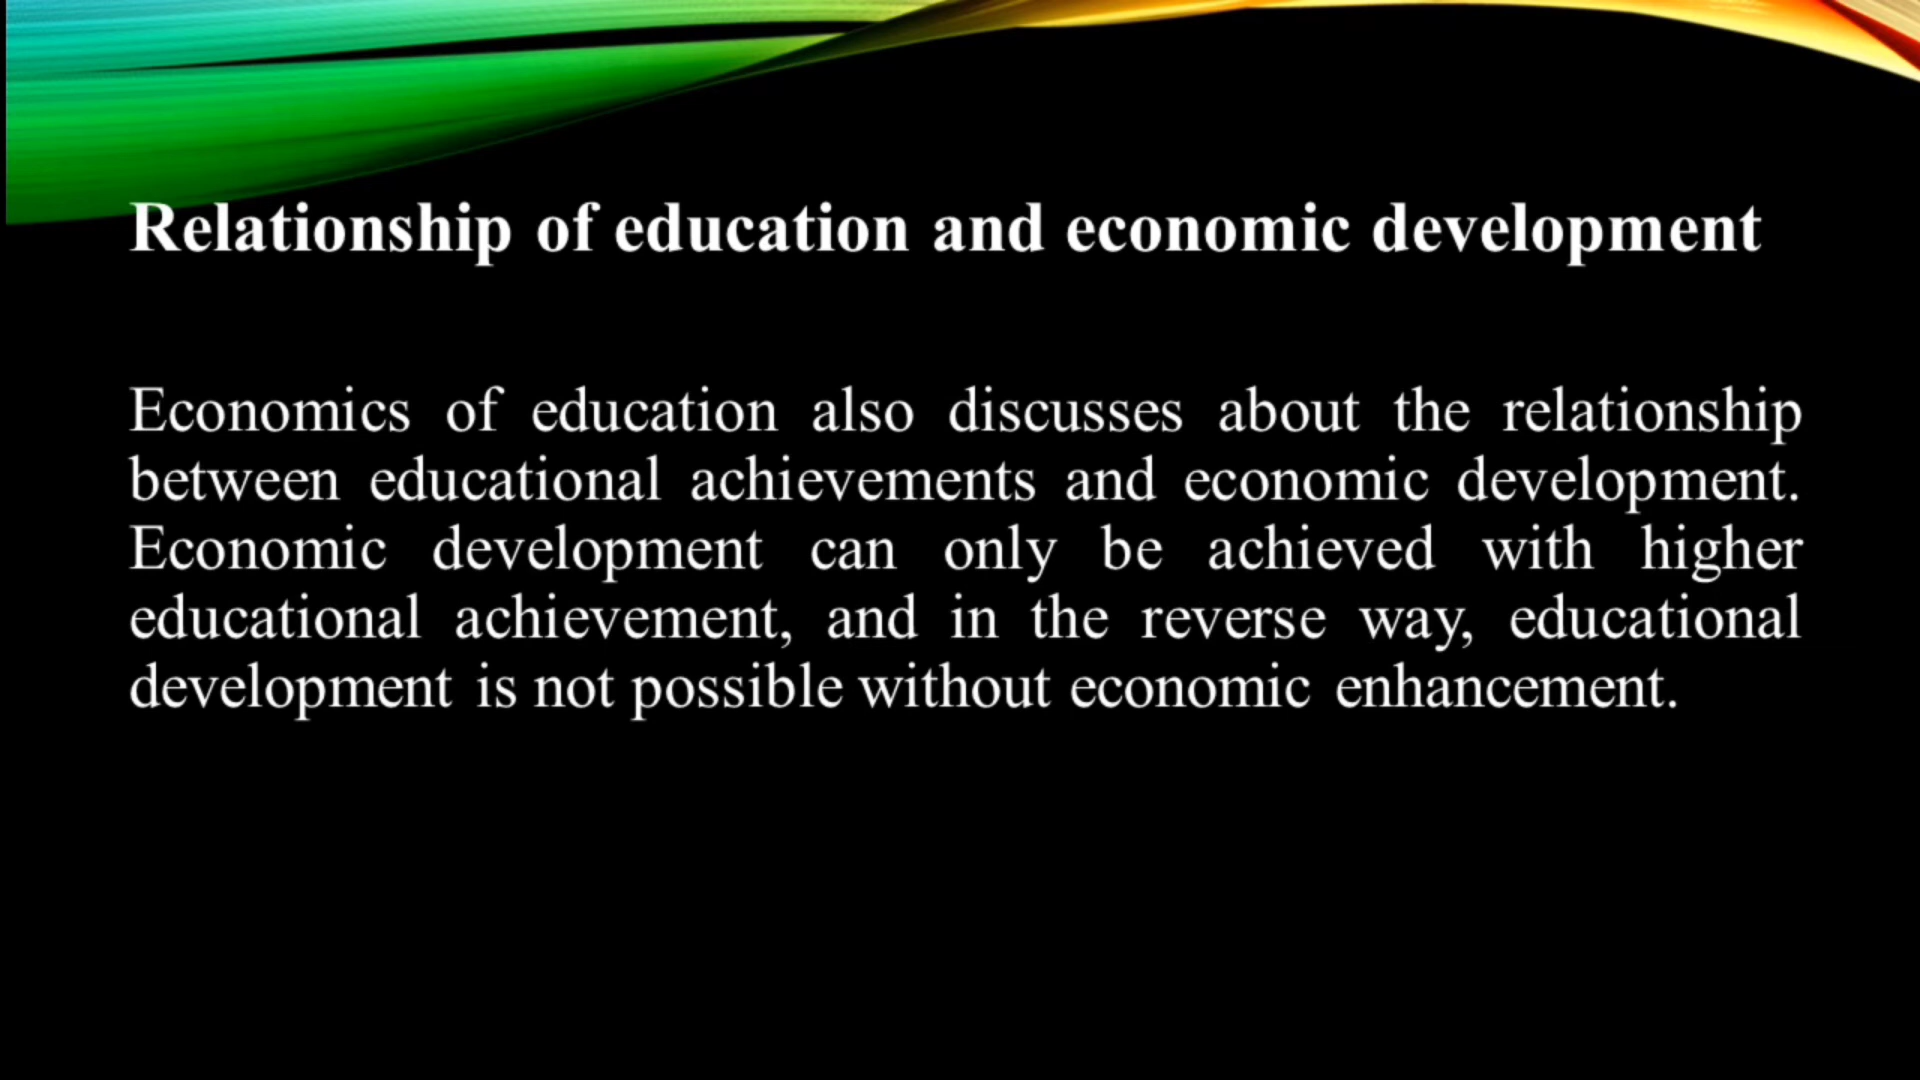 Relationship of education and economic development
Economics of education also discusses about the relationship
between educational achievements and economic development.
Economic development can only be achieved with higher
educational achievement, and in the reverse way, educational
development is not possible without economic enhancement.